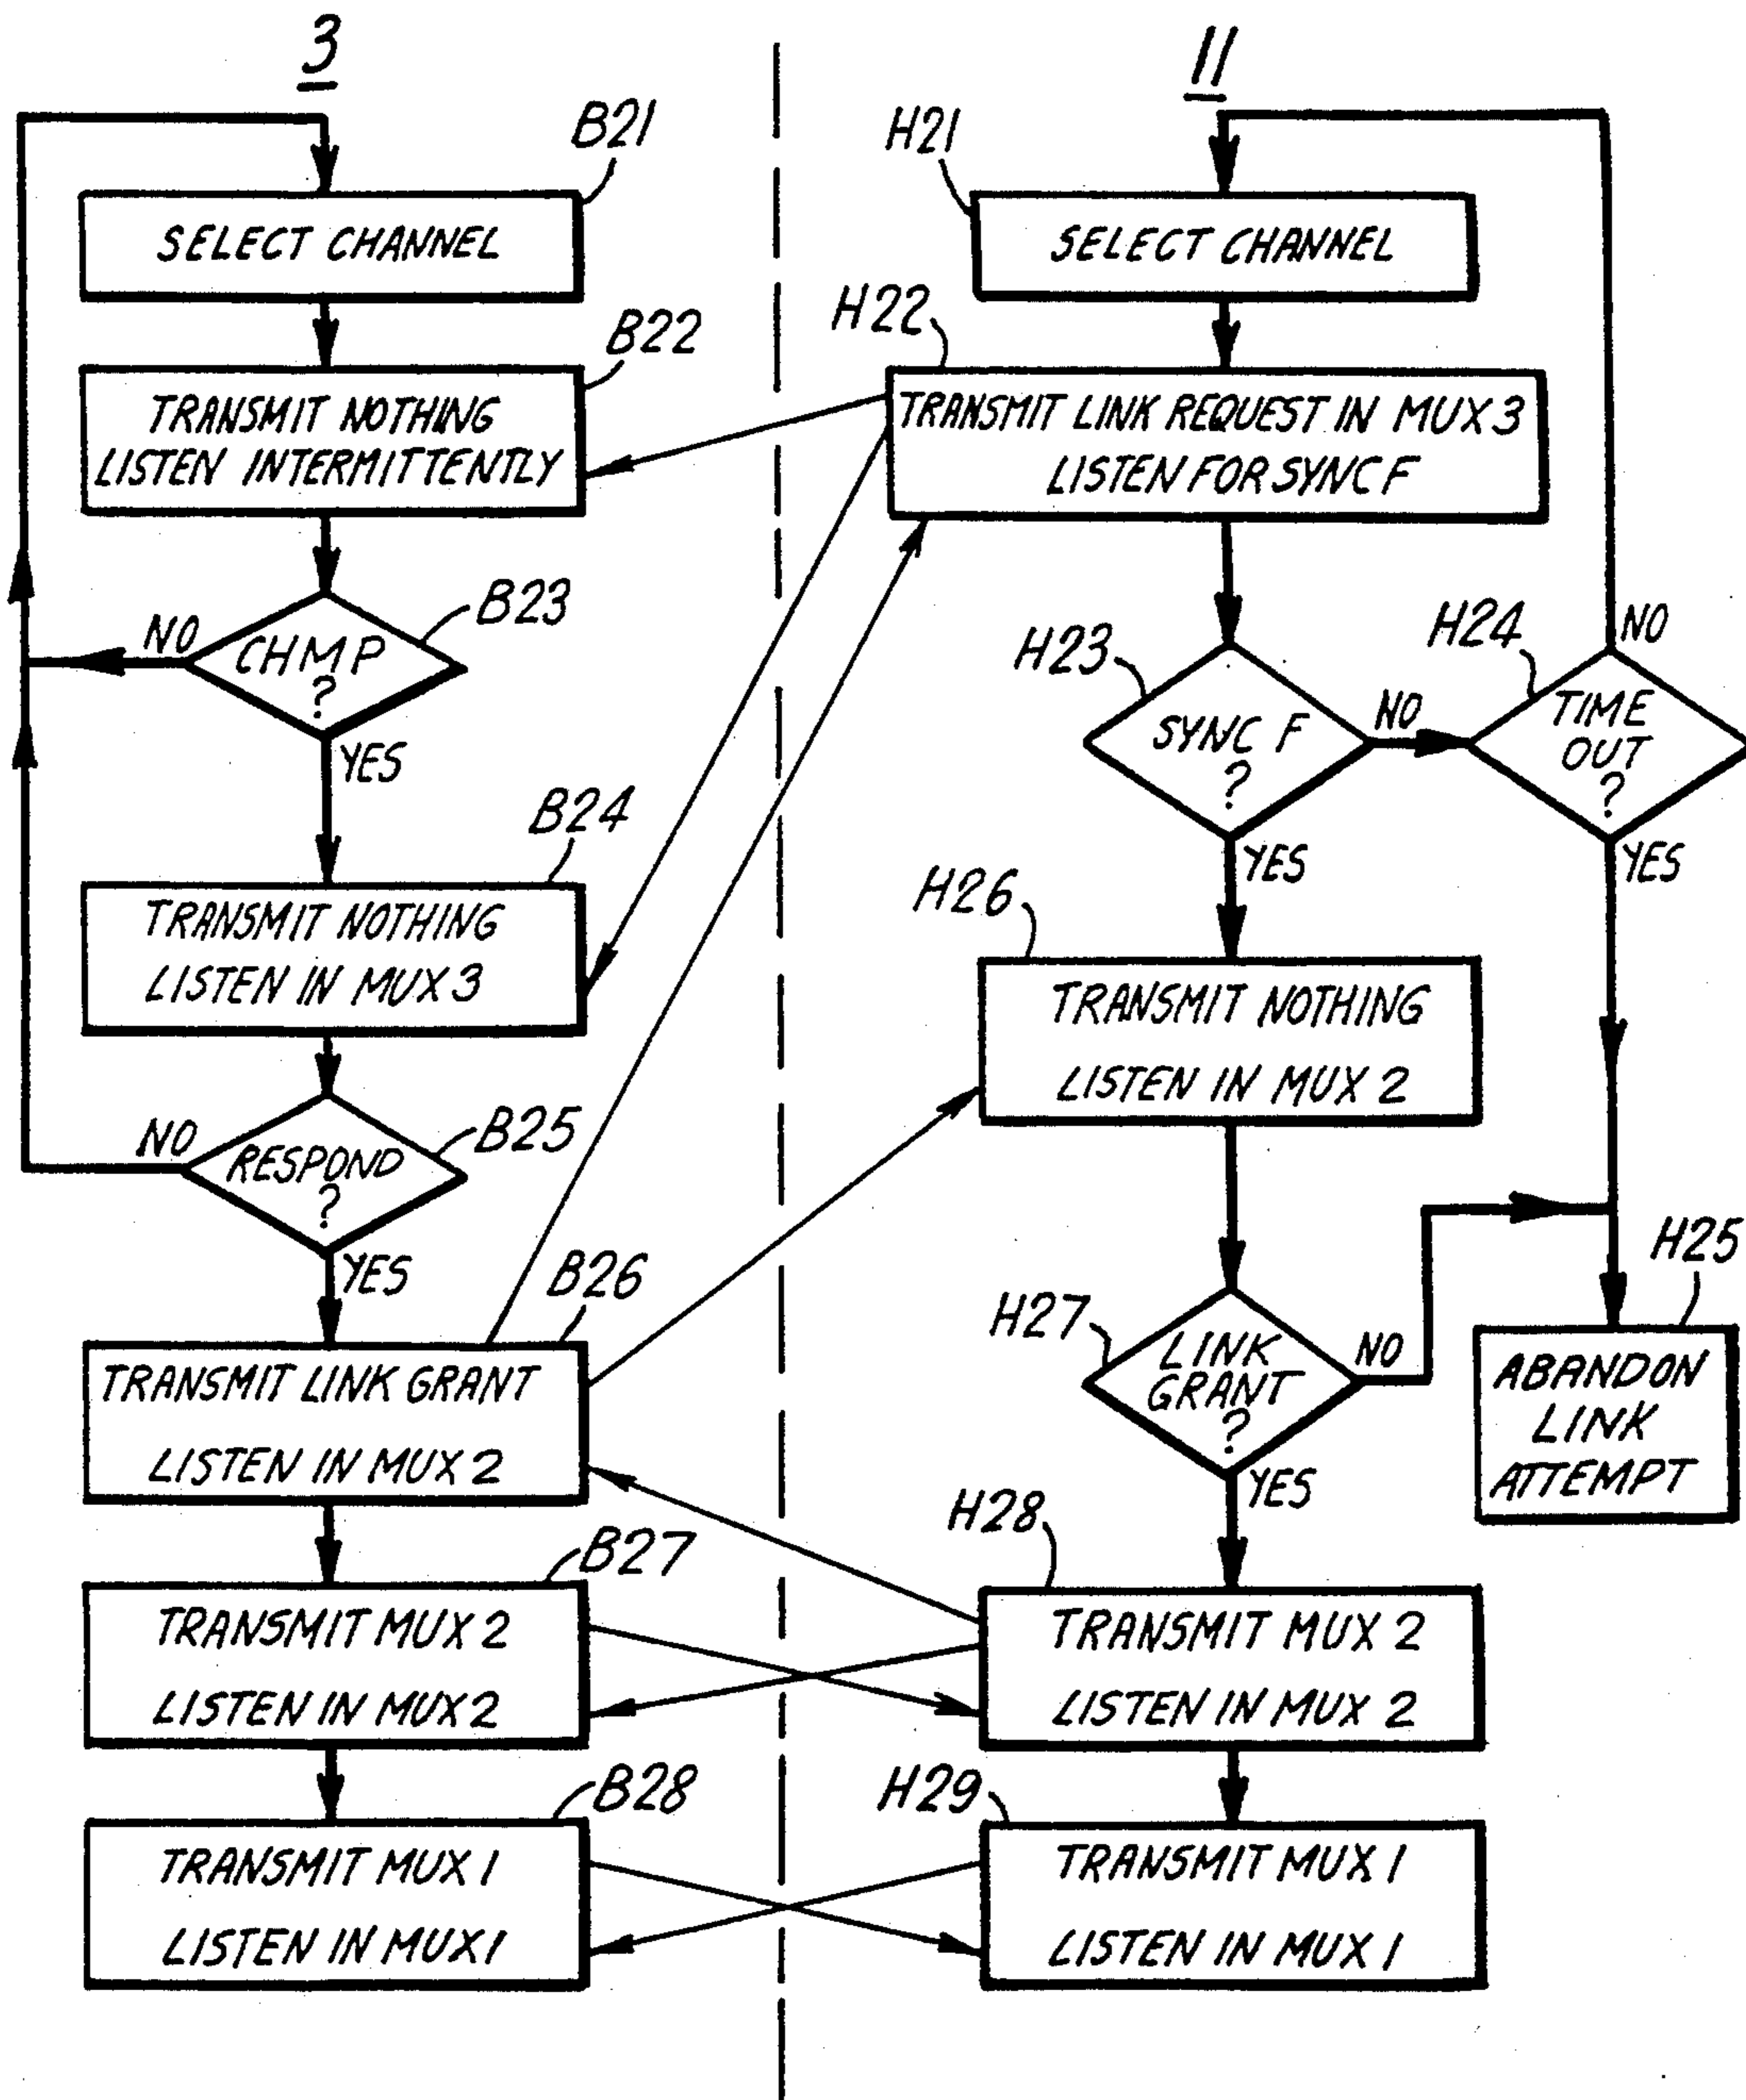 3
B21
SELECT CHANNEL
B22
TRANSMIT NOTHING
LISTEN INTERMITTENTLY
B23
NO
CHMP
?
YES
B24
TRANSMIT NOTHING
LISTEN IN MUX 3
B25
NO
RESPOND
?
YES
B26
TRANSMIT LINK GRANT
LISTEN IN MUX 2
B27
TRANSMIT MUX 2
LISTEN IN MUX 2
B28
TRANSMIT MUX 1
LISTEN IN MUX 1
11
H21
SELECT CHANNEL
H22
TRANSMIT LINK REQUEST IN MUX 3
LISTEN FOR SYNC F
H23
SYNC F
?
NO
YES
H24
NO
TIME
OUT
?
YES
H26
TRANSMIT NOTHING
LISTEN IN MUX 2
H27
LINK
GRANT
?
NO
YES
H25
ABANDON
LINK
ATTEMPT
H28
TRANSMIT MUX 2
LISTEN IN MUX 2
H29
TRANSMIT MUX 1
LISTEN IN MUX 1